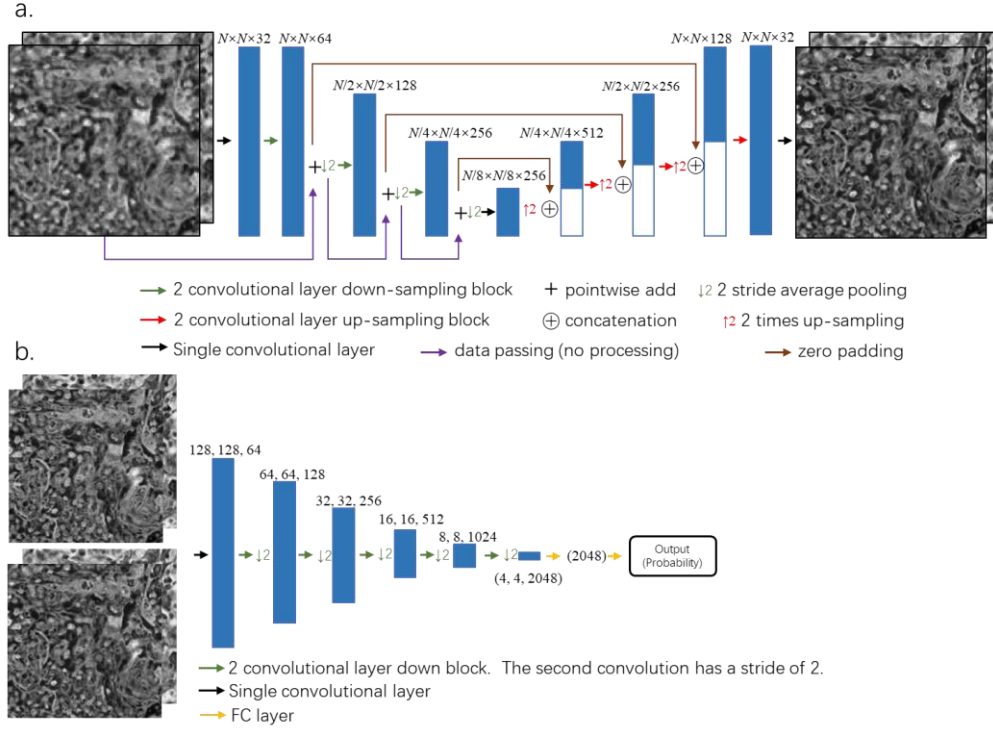 a.
N×N×32 N×N×64 N×N×128 N×N×32
N/2×N/2×128 N/2×N/2×256
N/4×N/4×256 N/4×N/4×512
N/8×N/8×256
+ ↓2 + ↓2 + ↓2 ↑2 ⊕ ↑2 ⊕ ↑2 ⊕
2 convolutional layer down-sampling block + pointwise add ↓2 2 stride average pooling
2 convolutional layer up-sampling block ⊕ concatenation ↑2 2 times up-sampling
Single convolutional layer data passing (no processing) zero padding
b.
128, 128, 64
64, 64, 128
32, 32, 256
16, 16, 512
8, 8, 1024
↓2 ↓2 ↓2 ↓2 ↓2 (2048)
(4, 4, 2048)
Output
(Probability)
2 convolutional layer down block. The second convolution has a stride of 2.
Single convolutional layer
FC layer